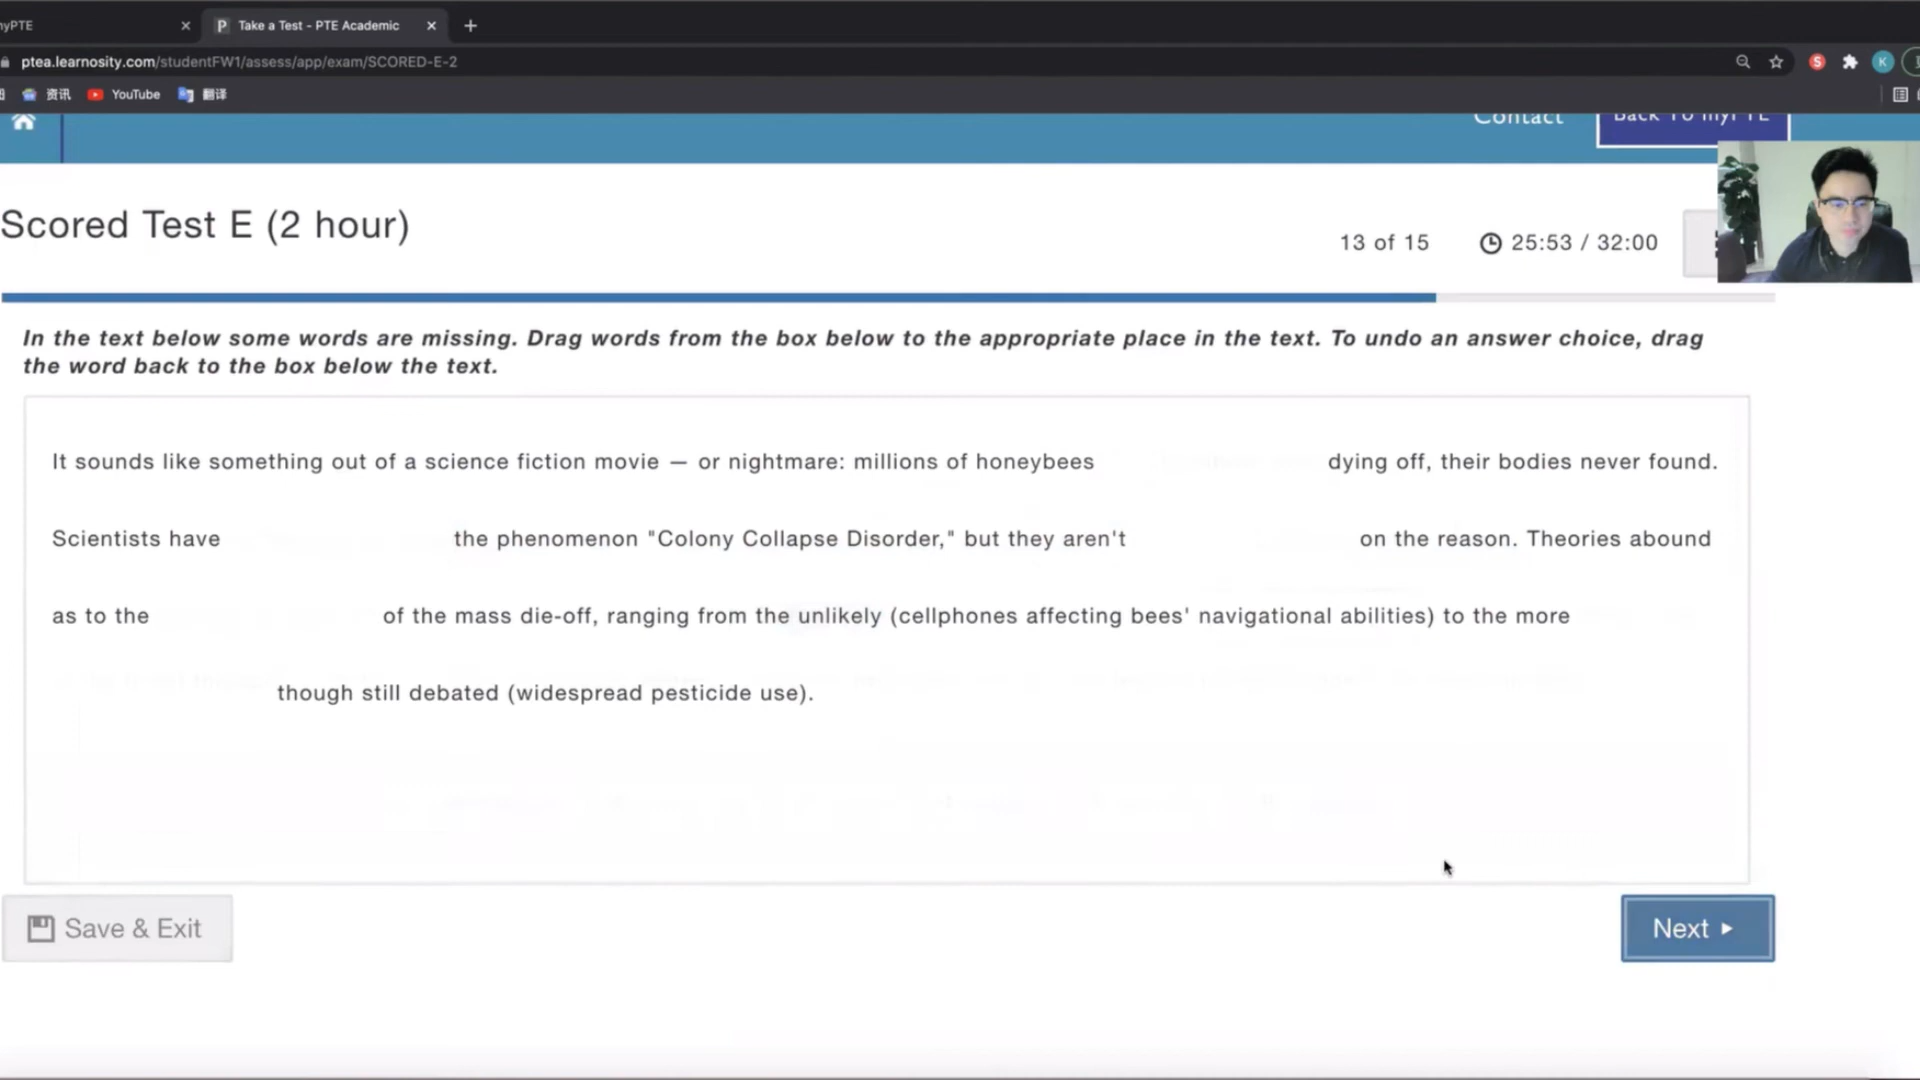 Take a Test - PTE Academic
ptea.learnosity.com/studentFW1/assess/app/exam/SCORED-E-2
资讯 YouTube 翻译
Contact
Scored Test E (2 hour)
13 of 15 25:53 / 32:00
In the text below some words are missing. Drag words from the box below to the appropriate place in the text. To undo an answer choice, drag
the word back to the box below the text.
It sounds like something out of a science fiction movie — or nightmare: millions of honeybees dying off, their bodies never found.
Scientists have the phenomenon "Colony Collapse Disorder," but they aren't on the reason. Theories abound
as to the of the mass die-off, ranging from the unlikely (cellphones affecting bees' navigational abilities) to the more
though still debated (widespread pesticide use).
Save & Exit
Next